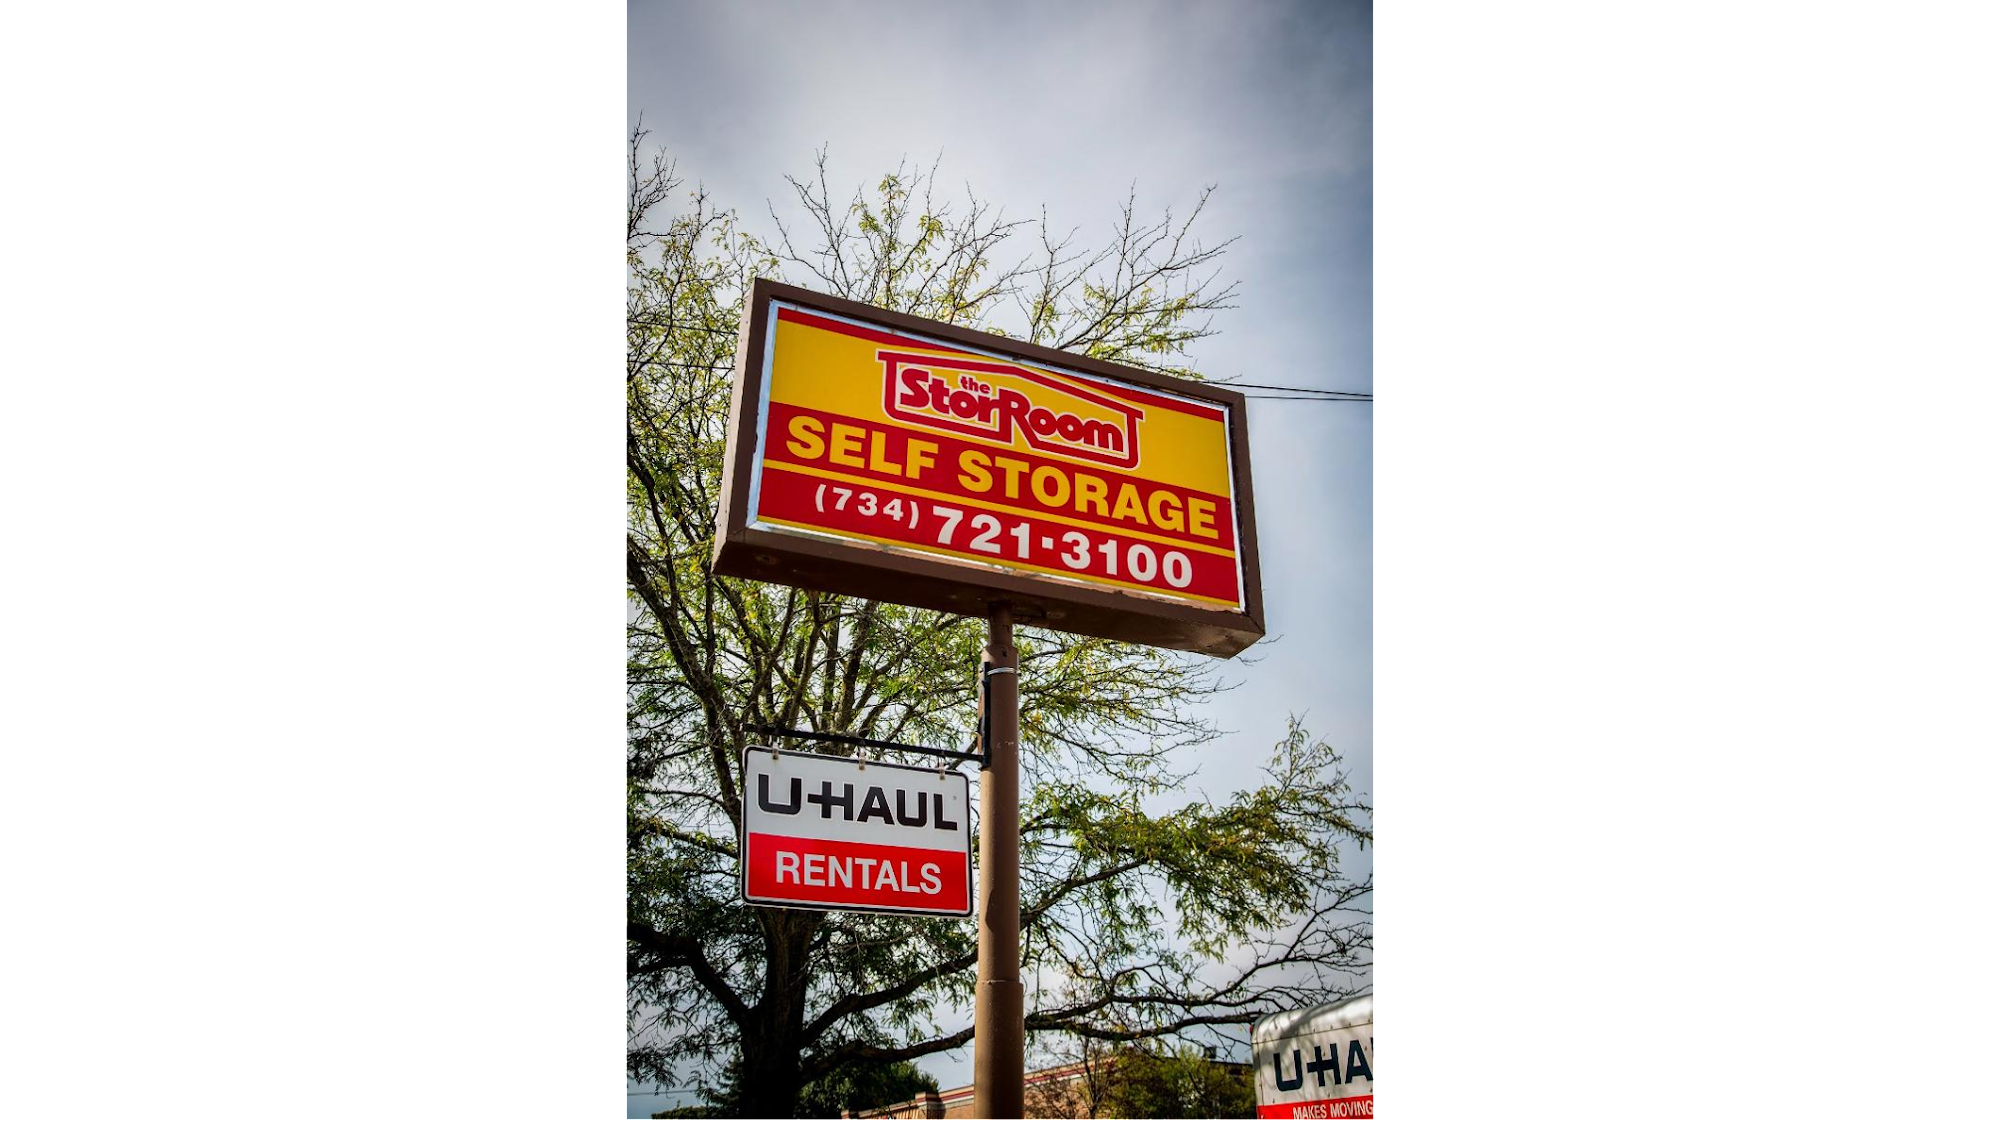 the
StorRoom
SELF STORAGE
(734) 721-3100
U-HAUL
RENTALS
U-HA
MAKES MOVING